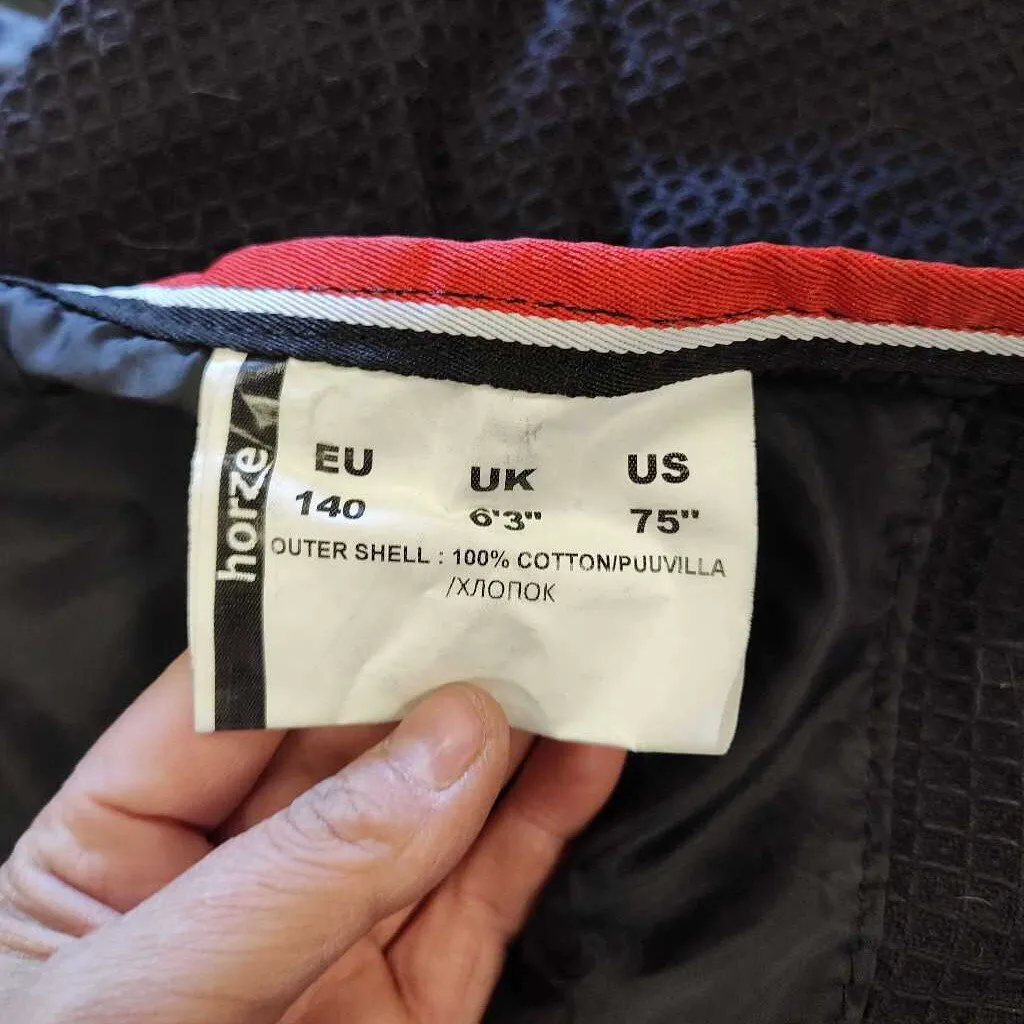 horze
EU UK US
140 6'3" 75"
OUTER SHELL : 100% COTTON/PUUVILLA
/ХЛОПОК